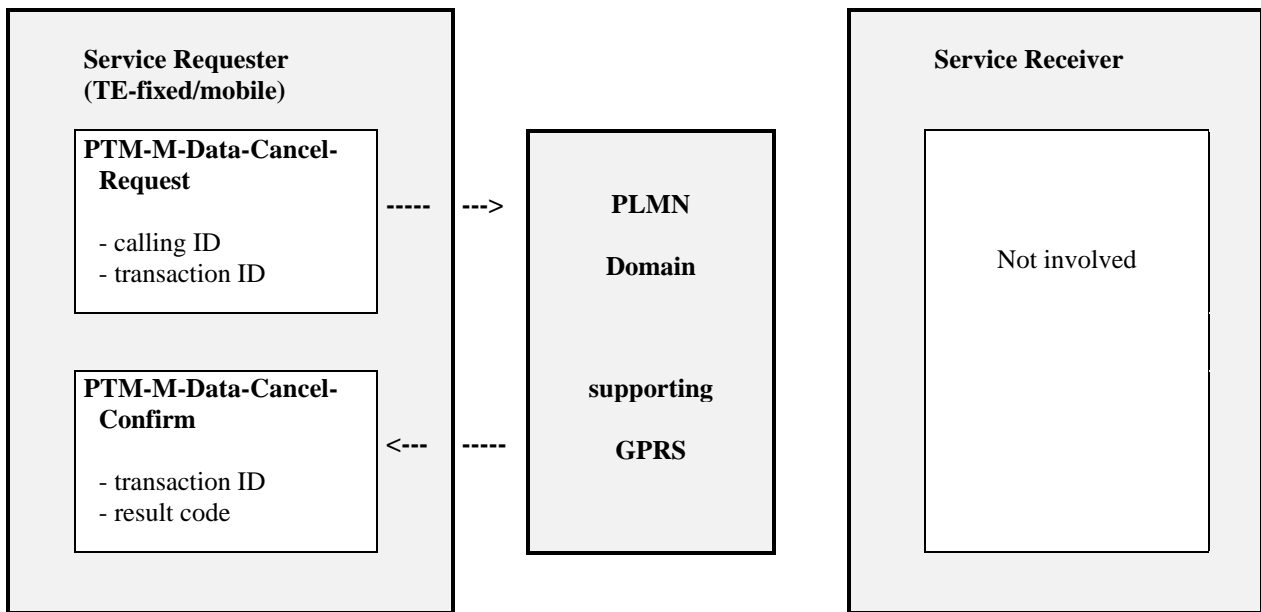 Service Requester
(TE-fixed/mobile)
PTM-M-Data-Cancel-
Request
- calling ID
- transaction ID
----- --->
PTM-M-Data-Cancel-
Confirm
- transaction ID
- result code
<--- -----
PLMN
Domain
supporting
GPRS
Service Receiver
Not involved